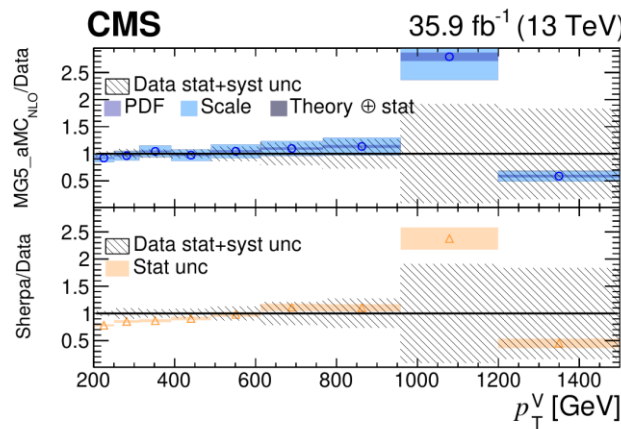 CMS 35.9 fb⁻¹ (13 TeV)
MG5_aMC_NLO/Data
2.5
2
1.5
1
0.5
Data stat+syst unc
PDF Scale Theory ⊕ stat
Sherpa/Data
2.5
2
1.5
1
0.5
Data stat+syst unc
Stat unc
200 400 600 800 1000 1200 1400
p_T^V [GeV]